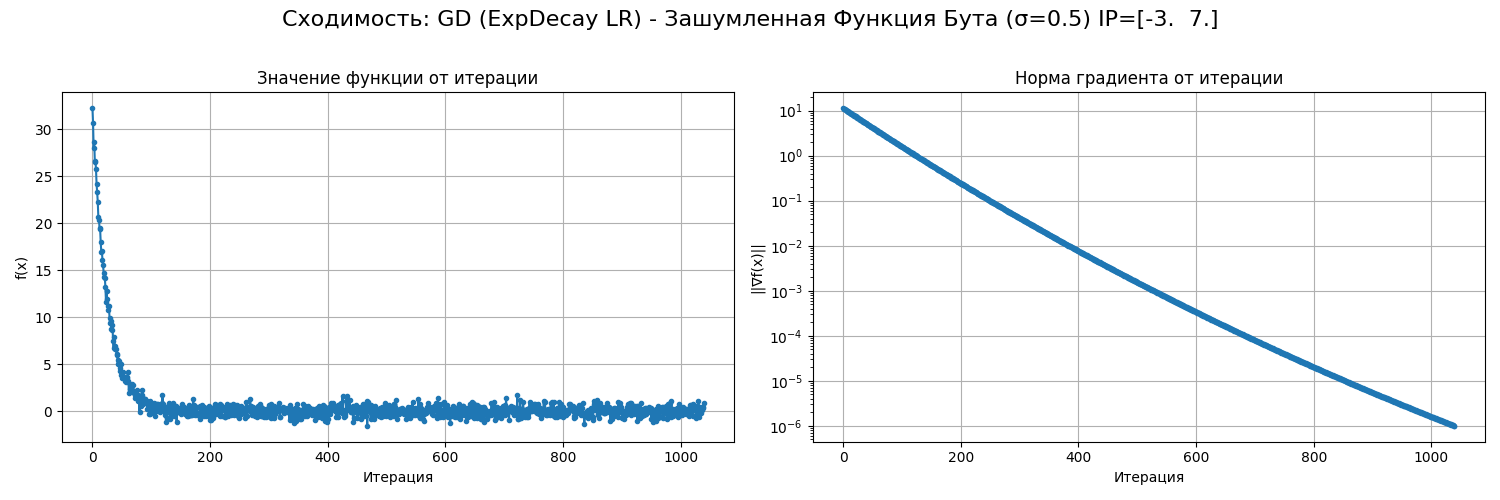 Сходимость: GD (ExpDecay LR) - Зашумленная Функция Бута (σ=0.5) IP=[-3.  7.]
Значение функции от итерации
f(x)
30
25
20
15
10
5
0
0 200 400 600 800 1000
Итерация
Норма градиента от итерации
||∇f(x)||
10¹
10⁰
10⁻¹
10⁻²
10⁻³
10⁻⁴
10⁻⁵
10⁻⁶
0 200 400 600 800 1000
Итерация